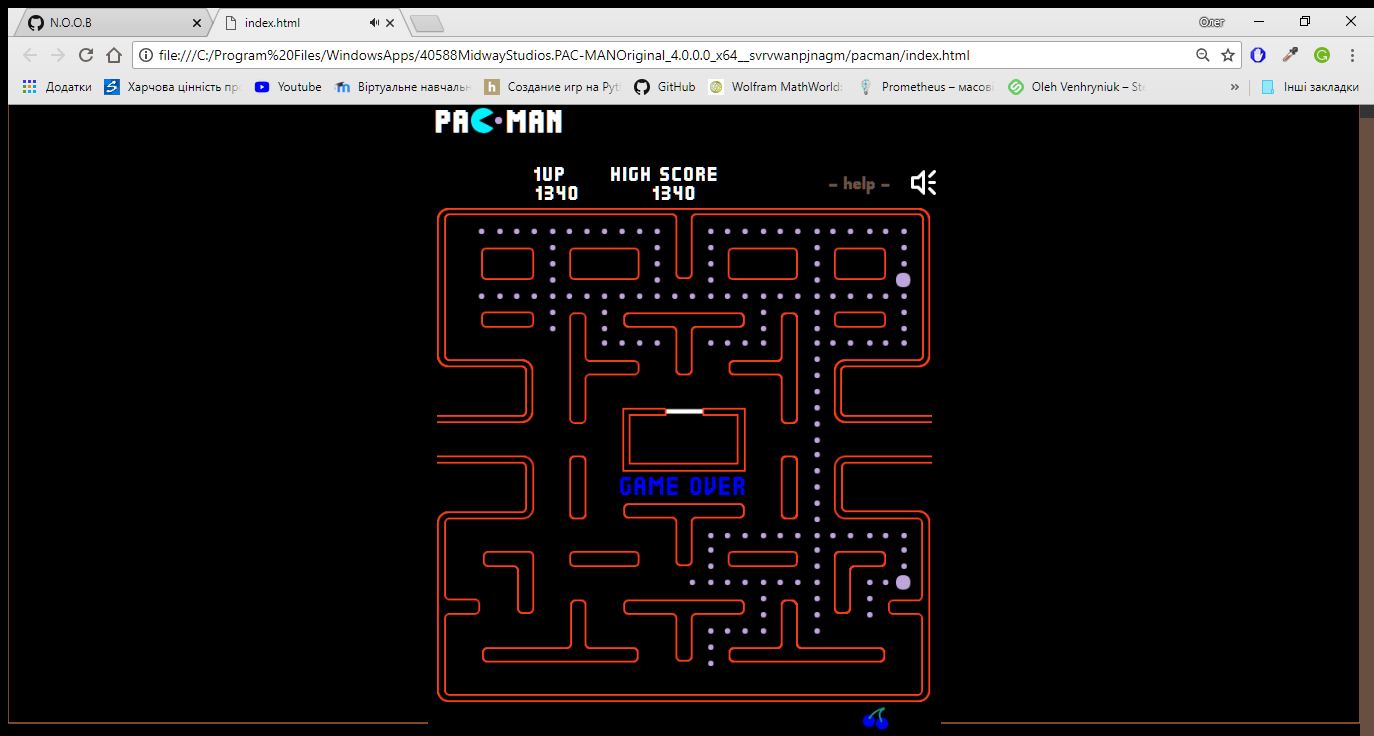 N.O.O.B
index.html
Олег
file:///C:/Program%20Files/WindowsApps/40588MidwayStudios.PAC-MANOriginal_4.0.0.0_x64__svrvwanpjnagm/pacman/index.html
Додатки Харчова цінність пр YouTube Віртуальне навчаль Создание игр на Pyt GitHub Wolfram MathWorld: Prometheus – масові Oleh Venhryniuk – Ste » Інші закладки
PAC-MAN
1UP HIGH SCORE
1340 1340
– help –
GAME OVER